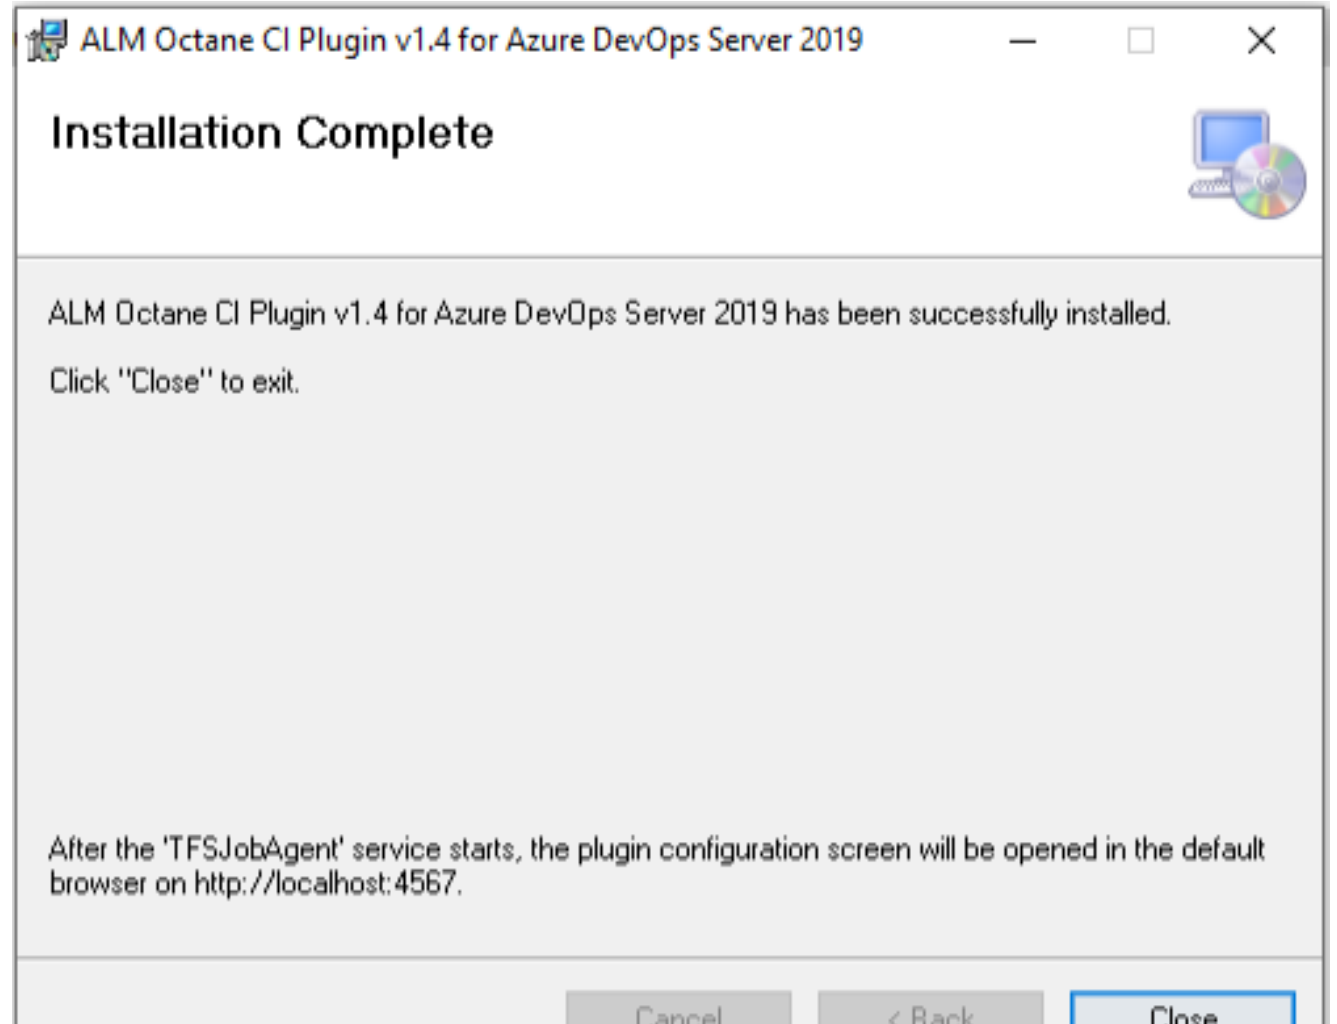 ALM Octane CI Plugin v1.4 for Azure DevOps Server 2019
Installation Complete
ALM Octane CI Plugin v1.4 for Azure DevOps Server 2019 has been successfully installed.
Click "Close" to exit.
After the 'TFSJobAgent' service starts, the plugin configuration screen will be opened in the default
browser on http://localhost:4567.
Cancel
< Back
Close